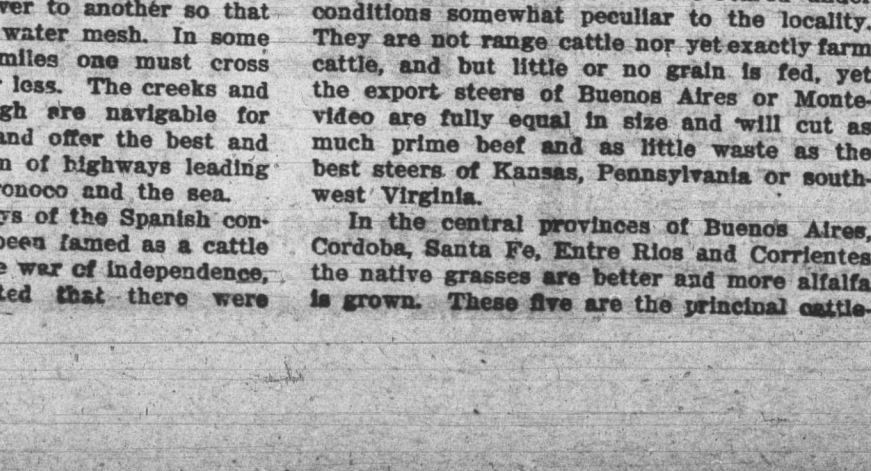 ver to another so that
water mesh. In some
miles one must cross
less. The creeks and
gh are navigable for
and offer the best and
n of highways leading
ronoco and the sea.
ys of the Spanish con-
been famed as a cattle
e war of independence,
ted that there were
conditions somewhat peculiar to the locality.
They are not range cattle nor yet exactly farm
cattle, and but little or no grain is fed, yet
the export steers of Buenos Aires or Monte-
video are fully equal in size and will cut as
much prime beef and as little waste as the
best steers of Kansas, Pennsylvania or south-
west Virginia.
In the central provinces of Buenos Aires,
Cordoba, Santa Fe, Entre Rios and Corrientes
the native grasses are better and more alfalfa
is grown. These five are the principal cattle-